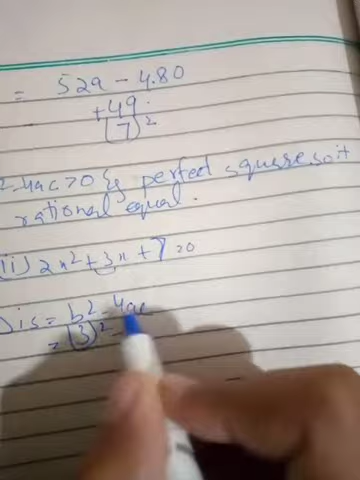 = 529 - 480
+49
(7)²
²-4ac>0 & perfect square so it
rational equal.
(ii) 2x²+3x+7=0
Dis = b²-4ac
= (3)²-